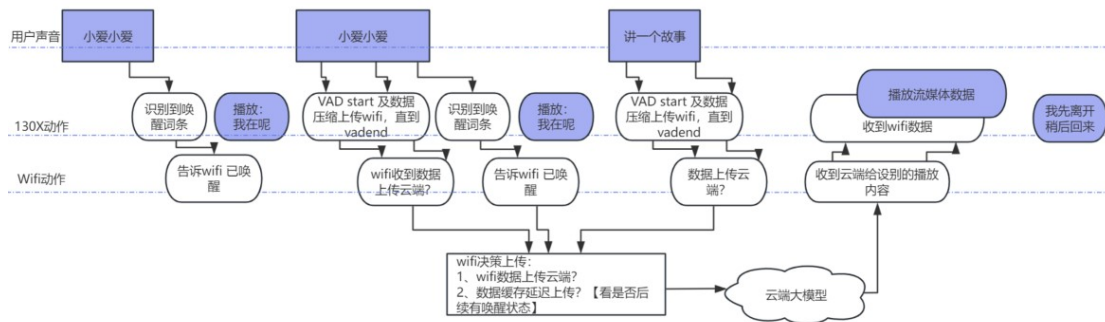 用户声音
小爱小爱
小爱小爱
讲一个故事
130X动作
识别到唤
醒词条
播放：
我在呢
VAD start 及数据
压缩上传wifi，直到
vadend
识别到唤
醒词条
播放：
我在呢
VAD start 及数据
压缩上传wifi，直到
vadend
播放流媒体数据
收到wifi数据
我先离开
稍后回来
Wifi动作
告诉wifi 已唤
醒
wifi收到数据
上传云端？
告诉wifi 已唤
醒
数据上传云
端？
收到云端给设别的播放
内容
wifi决策上传：
1、wifi数据上传云端？
2、数据缓存延迟上传？【看是否后
续有唤醒状态】
云端大模型